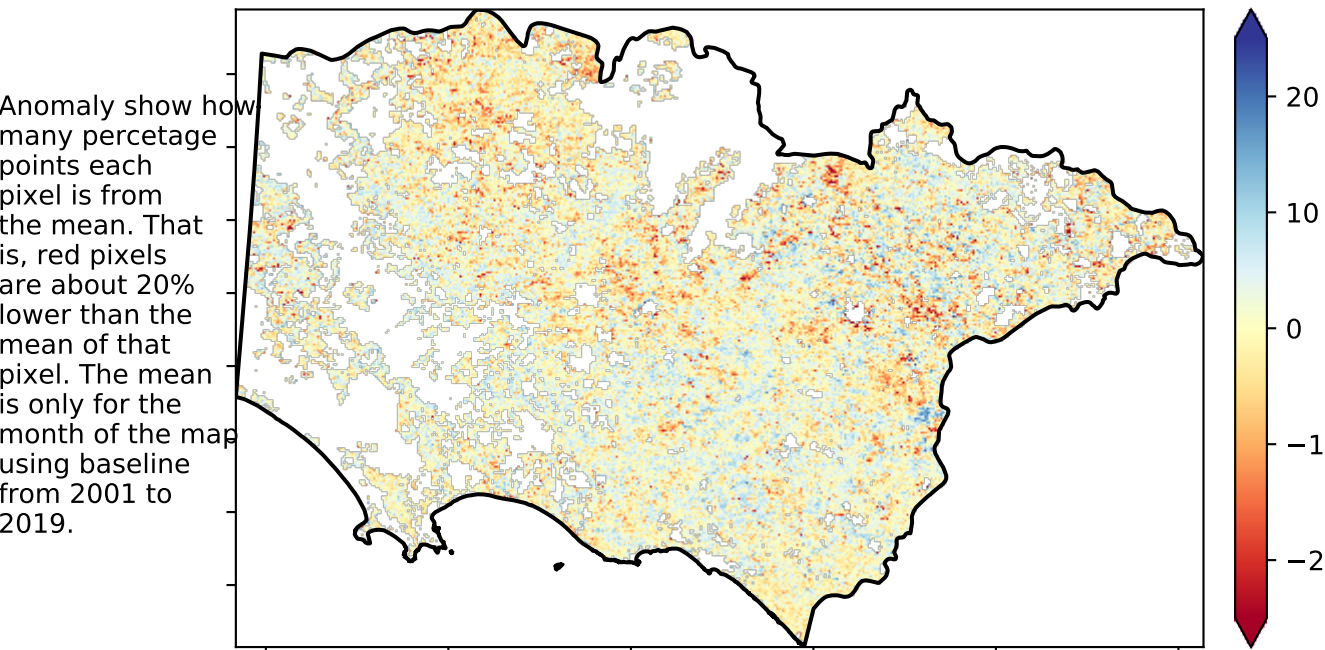 Anomaly show how
many percetage
points each
pixel is from
the mean. That
is, red pixels
are about 20%
lower than the
mean of that
pixel. The mean
is only for the
month of the map
using baseline
from 2001 to
2019.
20
10
0
−1
−2